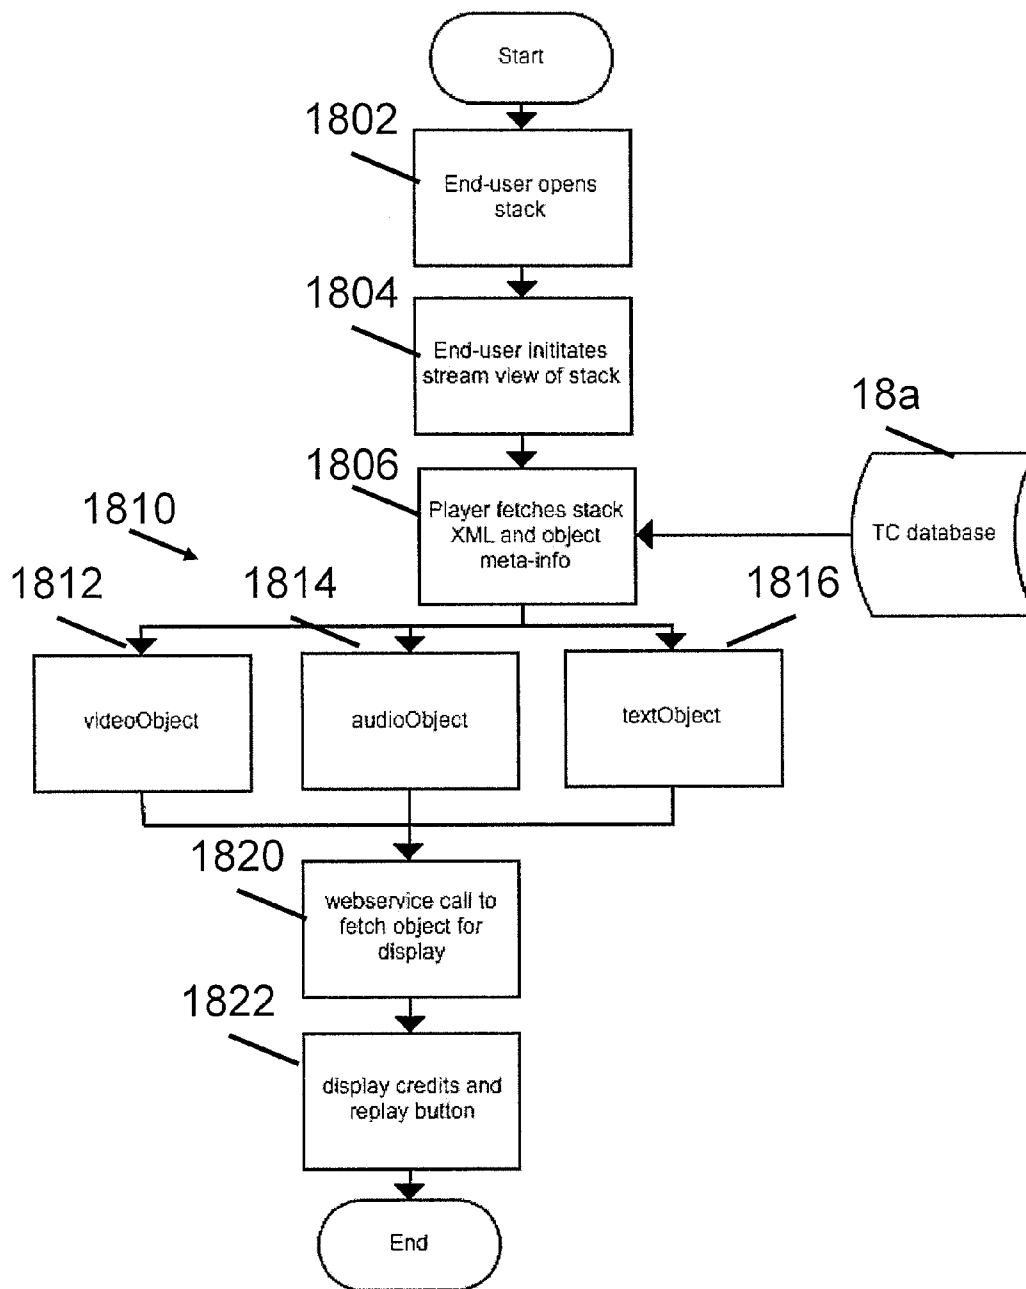 Start
1802
End-user opens
stack
1804
End-user inititates
stream view of stack
18a
1806
Player fetches stack
XML and object
meta-info
TC database
1810
1812
1814
1816
videoObject
audioObject
textObject
1820
webservice call to
fetch object for
display
1822
display credits and
replay button
End